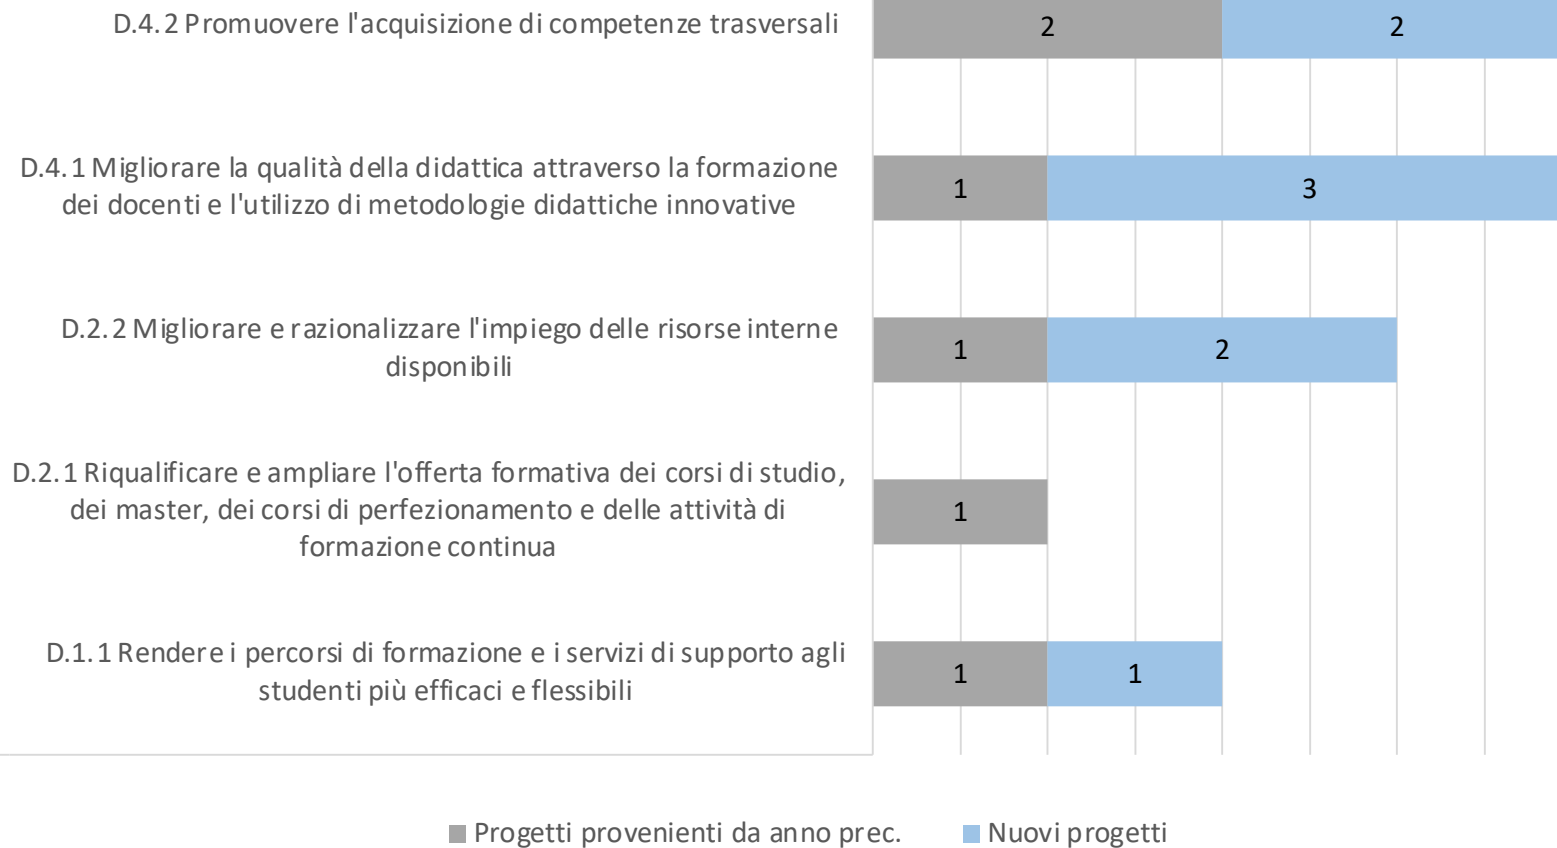 D.4.2 Promuovere l'acquisizione di competenze trasversali
2
2
D.4.1 Migliorare la qualità della didattica attraverso la formazione
dei docenti e l'utilizzo di metodologie didattiche innovative
1
3
D.2.2 Migliorare e razionalizzare l'impiego delle risorse interne
disponibili
1
2
D.2.1 Riqualificare e ampliare l'offerta formativa dei corsi di studio,
dei master, dei corsi di perfezionamento e delle attività di
formazione continua
1
D.1.1 Rendere i percorsi di formazione e i servizi di supporto agli
studenti più efficaci e flessibili
1
1
Progetti provenienti da anno prec.
Nuovi progetti